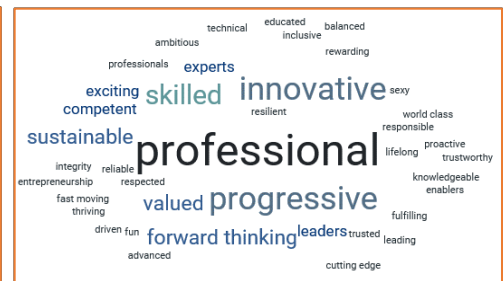 educated
technical
balanced
inclusive
ambitious
rewarding
professionals
experts
exciting
skilled
innovative
sexy
competent
resilient
world class
responsible
sustainable
professional
lifelong
proactive
trustworthy
integrity
reliable
entrepreneurship
respected
knowledgeable
enablers
fast moving
thriving
valued
progressive
fulfilling
driven
fun
forward thinking
leaders
trusted
leading
advanced
cutting edge